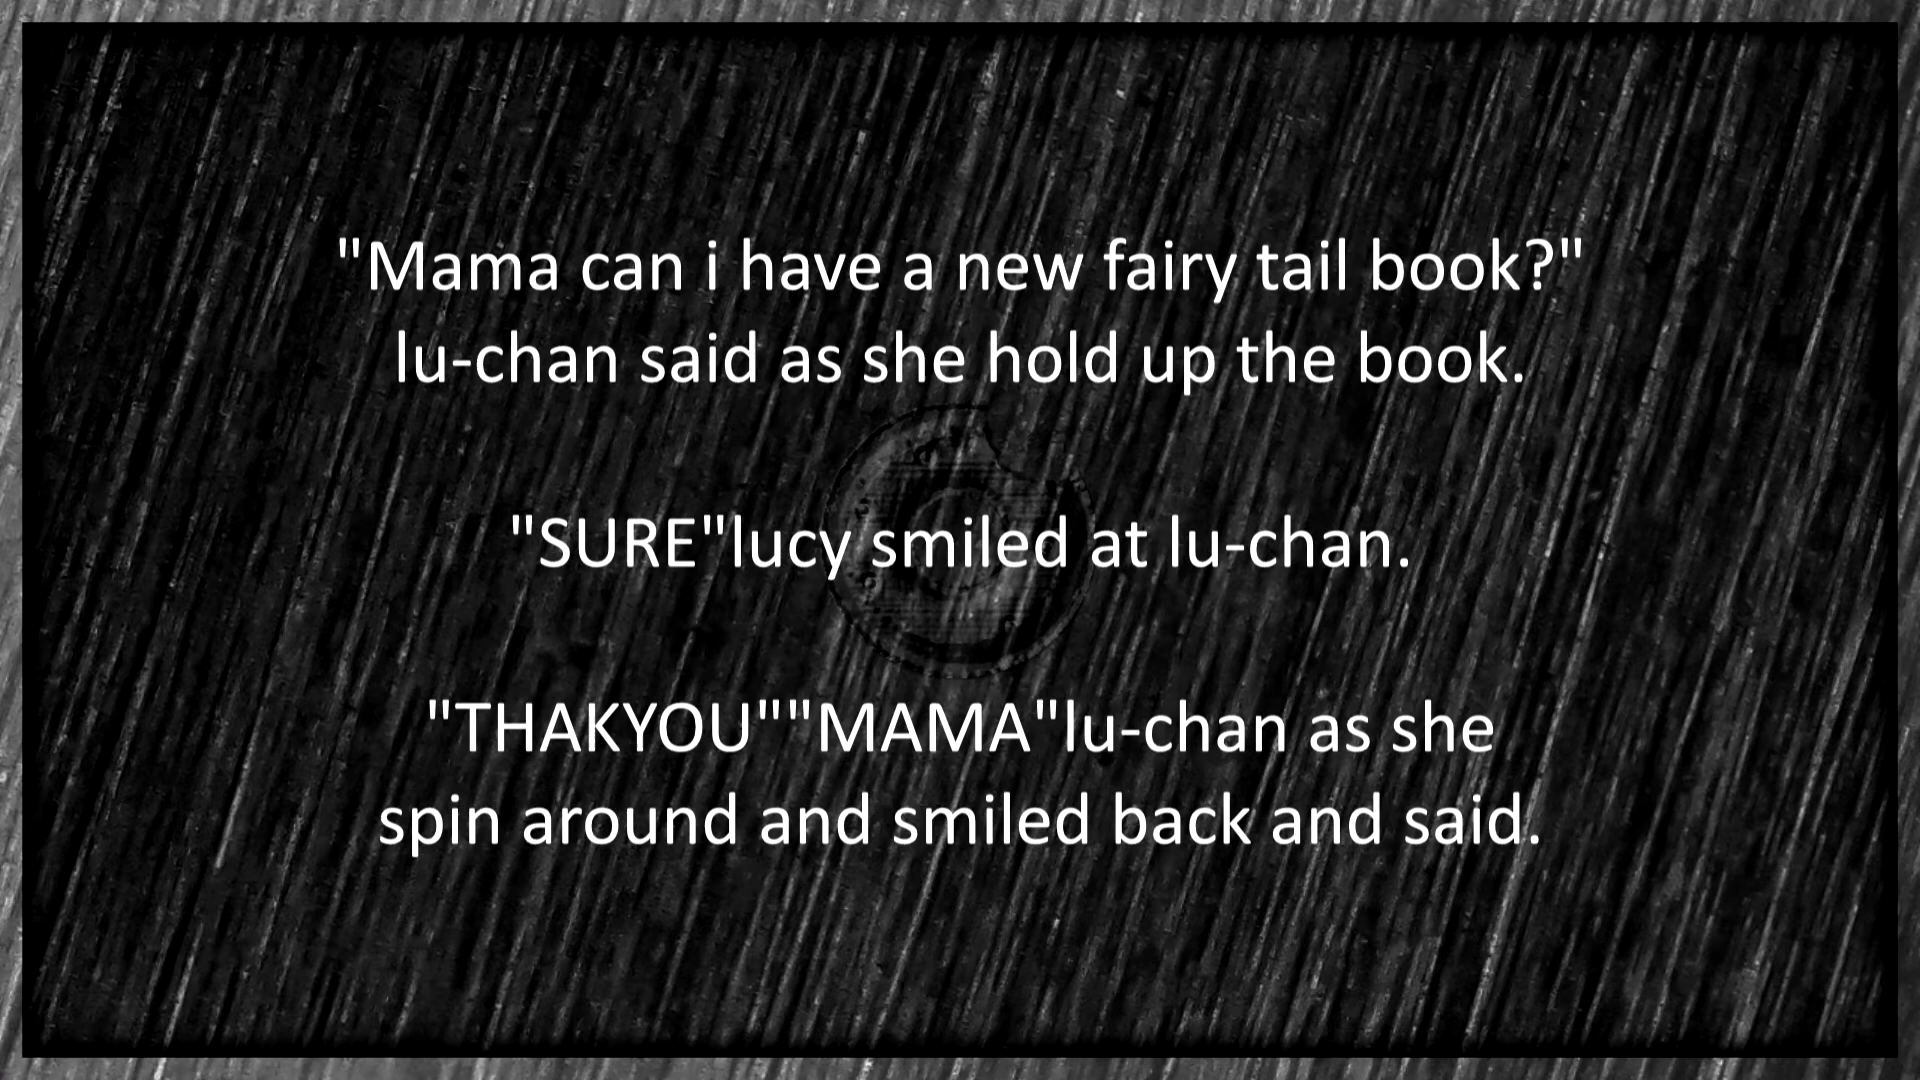 "Mama can i have a new fairy tail book?"
lu-chan said as she hold up the book.
"SURE"lucy smiled at lu-chan.
"THAKYOU""MAMA"lu-chan as she
spin around and smiled back and said.